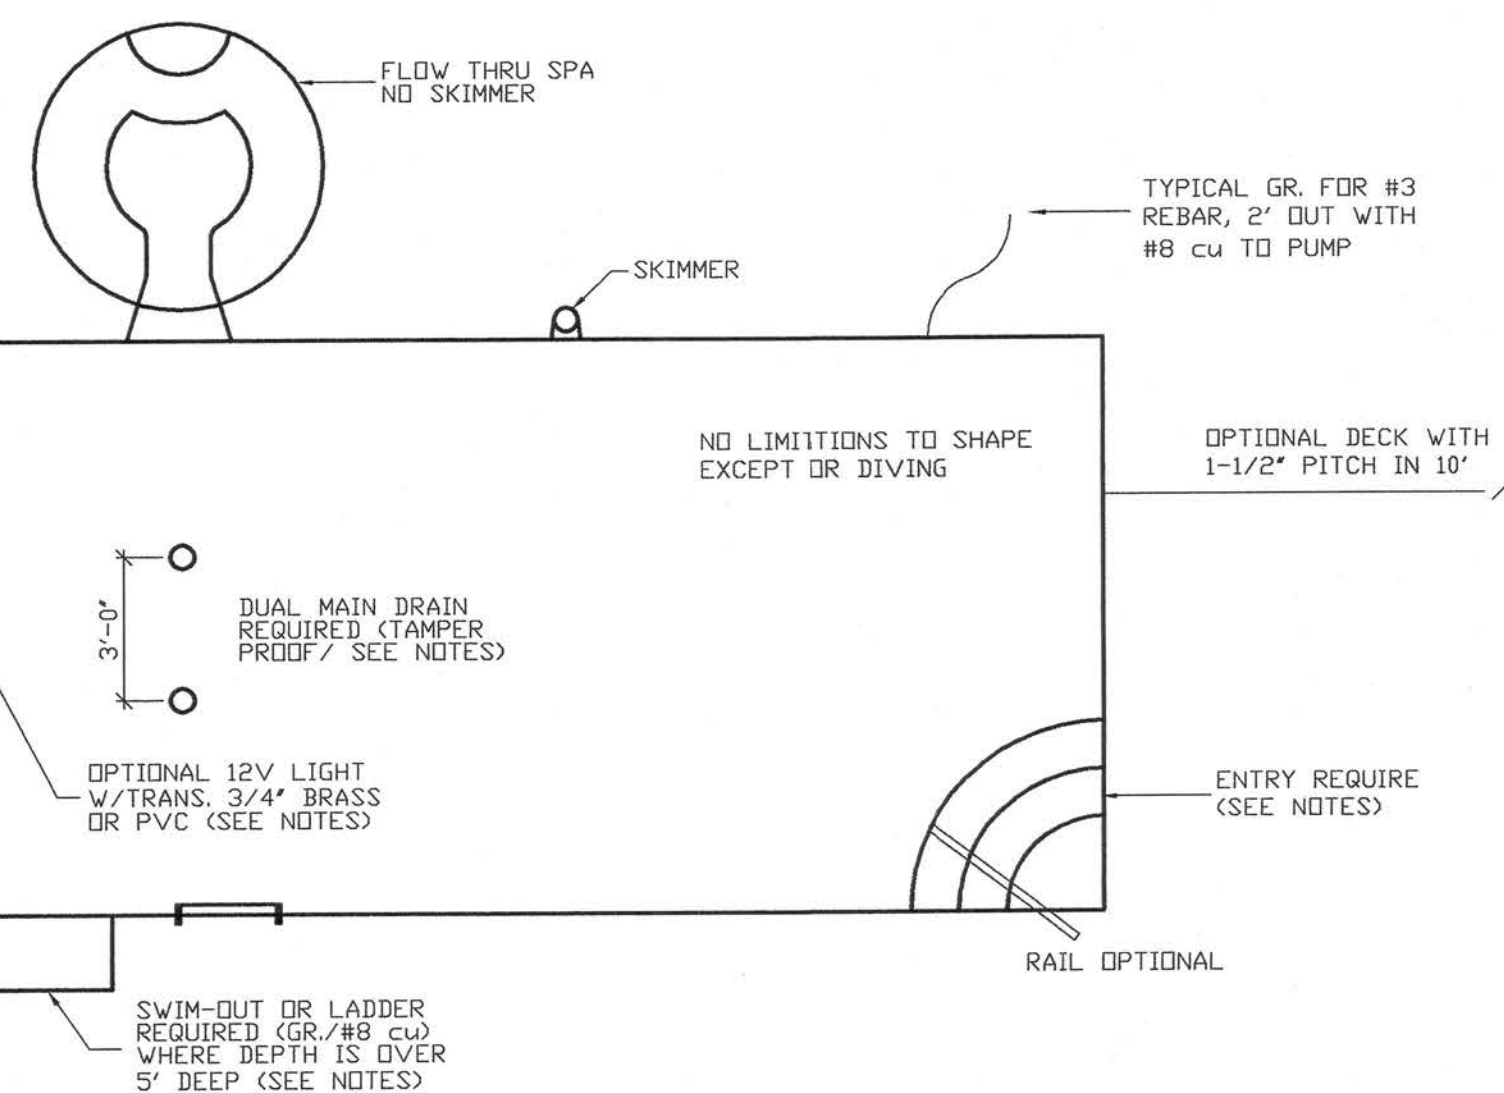 FLOW THRU SPA
NO SKIMMER
TYPICAL GR. FOR #3
REBAR, 2' OUT WITH
#8 cu TO PUMP
SKIMMER
NO LIMITIONS TO SHAPE
EXCEPT OR DIVING
OPTIONAL DECK WITH
1-1/2" PITCH IN 10'
3'-0"
DUAL MAIN DRAIN
REQUIRED (TAMPER
PROOF/ SEE NOTES)
OPTIONAL 12V LIGHT
W/TRANS. 3/4" BRASS
OR PVC (SEE NOTES)
ENTRY REQUIRE
(SEE NOTES)
RAIL OPTIONAL
SWIM-OUT OR LADDER
REQUIRED (GR./#8 cu)
WHERE DEPTH IS OVER
5' DEEP (SEE NOTES)